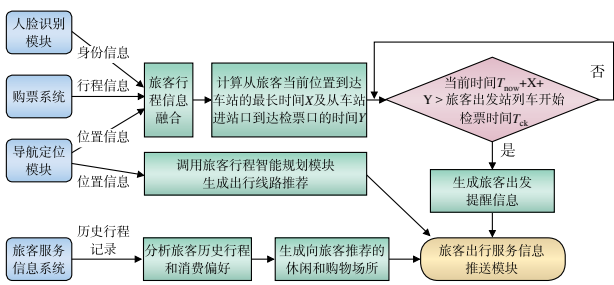 人脸识别
模块
身份信息
购票系统
行程信息
导航定位
模块
位置信息
位置信息
旅客行
程信息
融合
计算从旅客当前位置到达
车站的最长时间X及从车站
进站口到达检票口的时间Y
当前时间Tnow+X+
Y＞旅客出发站列车开始
检票时间Tck
否
是
调用旅客行程智能规划模块
生成出行线路推荐
生成旅客出发
提醒信息
旅客服务
信息系统
历史行程
记录
分析旅客历史行程
和消费偏好
生成向旅客推荐的
休闲和购物场所
旅客出行服务信息
推送模块